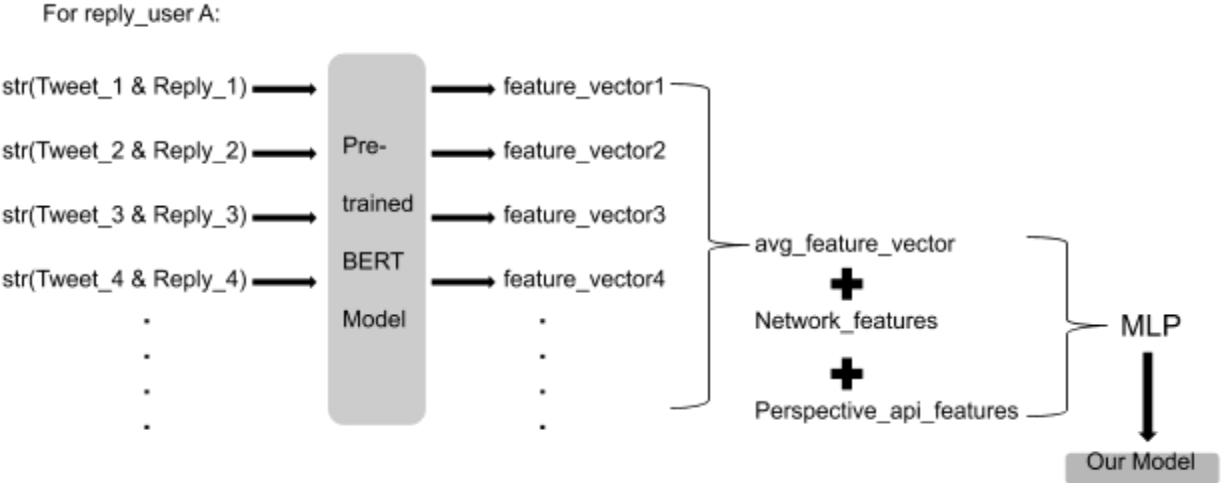 For reply_user A:
str(Tweet_1 & Reply_1)
feature_vector1
str(Tweet_2 & Reply_2)
feature_vector2
str(Tweet_3 & Reply_3)
feature_vector3
str(Tweet_4 & Reply_4)
feature_vector4
Pre-
trained
BERT
Model
avg_feature_vector
Network_features
Perspective_api_features
MLP
Our Model